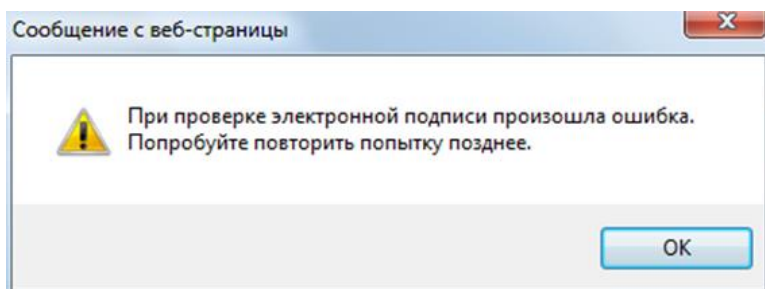 Сообщение с веб-страницы
При проверке электронной подписи произошла ошибка.
Попробуйте повторить попытку позднее.
OK